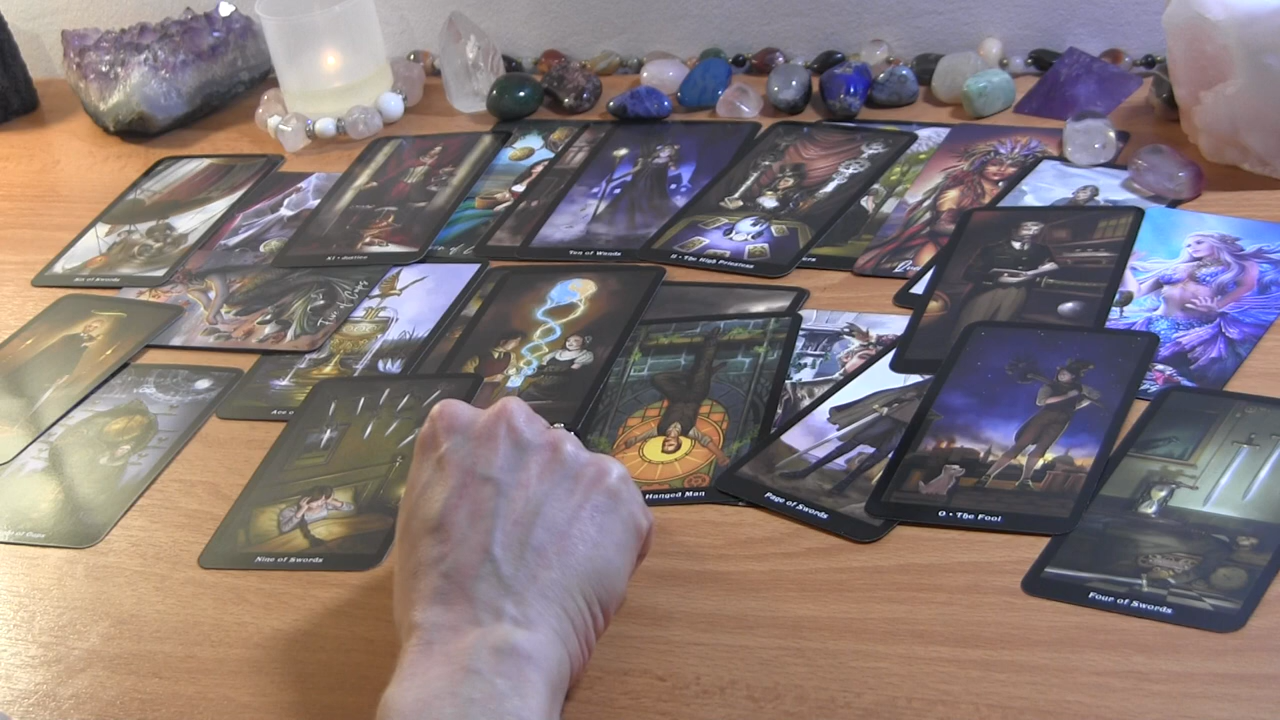 Six of Swords
XI • Justice
Ten of Wands
II • The High Priestess
Ace o
Nine of Swords
Hanged Man
Page of Swords
0 • The Fool
Four of Swords